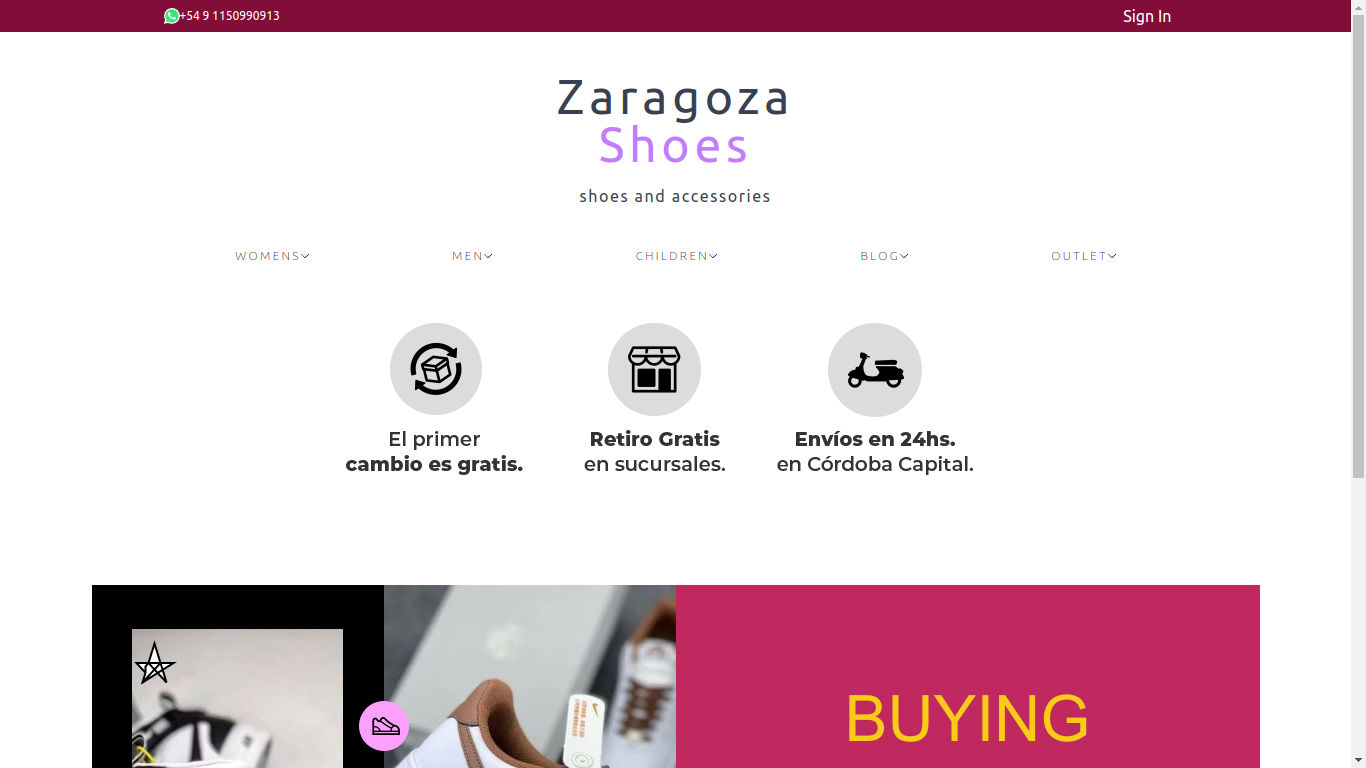 +54 9 1150990913
Sign In
Zaragoza
Shoes
shoes and accessories
WOMENS
MEN
CHILDREN
BLOG
OUTLET
El primer
cambio es gratis.
Retiro Gratis
en sucursales.
Envíos en 24hs.
en Córdoba Capital.
BUYING